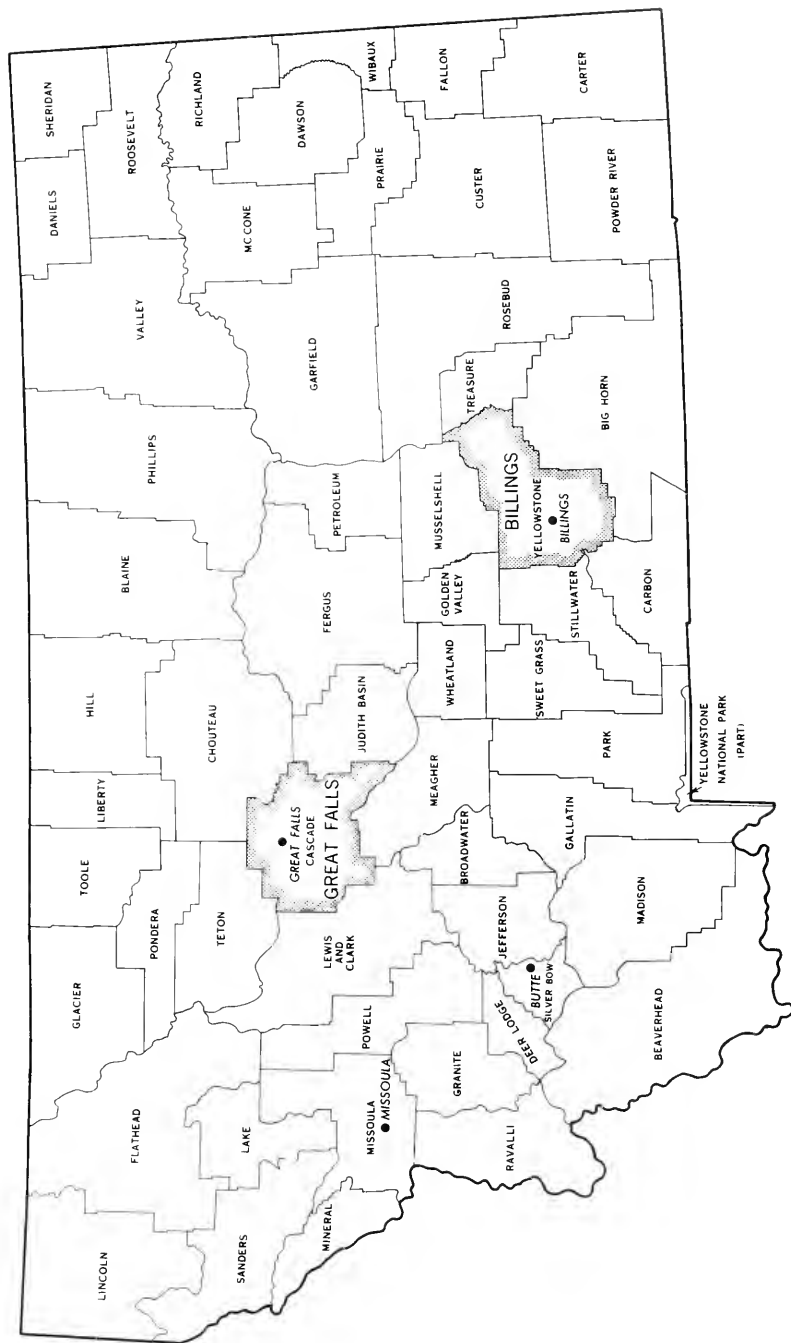 LINCOLN
FLATHEAD
GLACIER
TOOLE
LIBERTY
HILL
BLAINE
PHILLIPS
VALLEY
DANIELS
SHERIDAN
ROOSEVELT
SANDERS
LAKE
PONDERA
TETON
CHOUTEAU
RICHLAND
MC CONE
DAWSON
WIBAUX
GARFIELD
PRAIRIE
MINERAL
MISSOULA
MISSOULA
POWELL
LEWIS
AND
CLARK
GREAT FALLS
CASCADE
GREAT FALLS
JUDITH BASIN
FERGUS
PETROLEUM
FALLON
CUSTER
CARTER
POWDER RIVER
ROSEBUD
TREASURE
BIG HORN
MUSSELSHELL
GOLDEN
VALLEY
WHEATLAND
MEAGHER
BROADWATER
JEFFERSON
GRANITE
RAVALLI
DEER LODGE
BUTTE
SILVER BOW
BEAVERHEAD
MADISON
GALLATIN
PARK
SWEET GRASS
STILLWATER
CARBON
BILLINGS
YELLOWSTONE
BILLINGS
YELLOWSTONE
NATIONAL PARK
(PART)